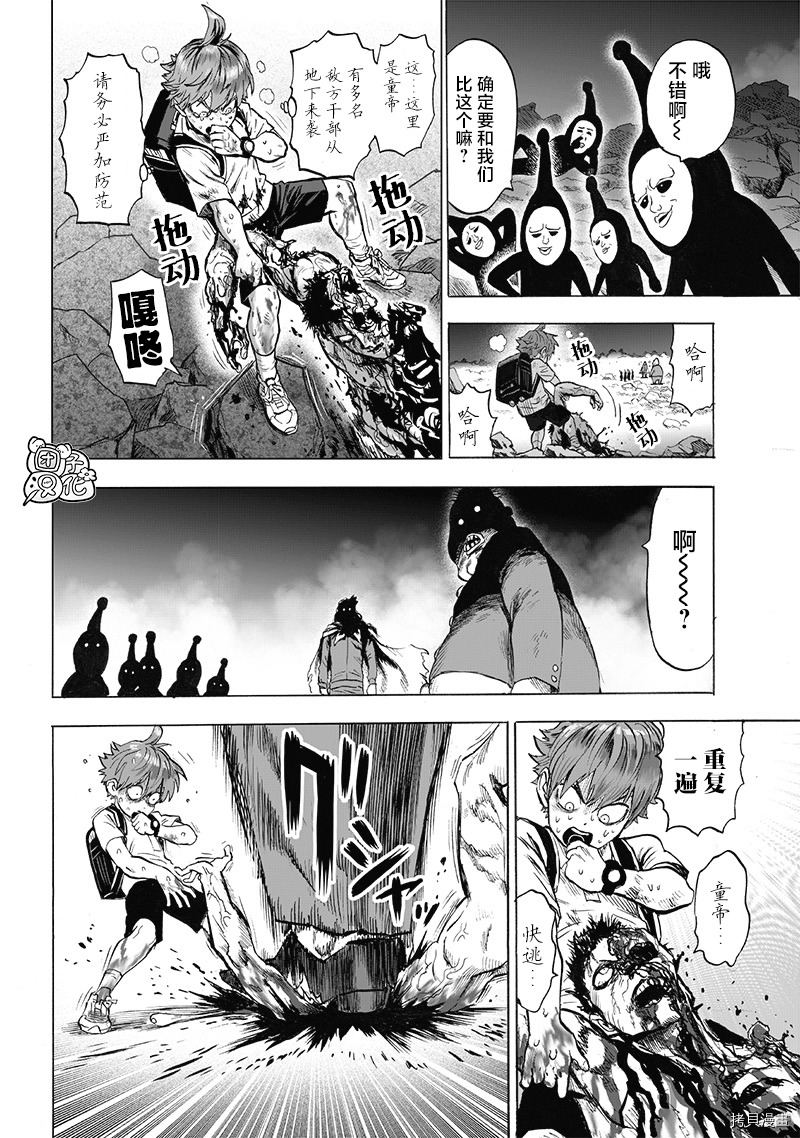 哦
不错啊～
确定要和我们
比这个嘛？
哈啊
拖动
哈啊
拖动
这…这里
是童帝
有多名
敌方干部从
地下来袭
请务必严加防范
拖动
拖动
嘎咚
团子汉化
啊～～～？
重复
一遍
童帝…
快逃…
グシャッ
拷贝漫画